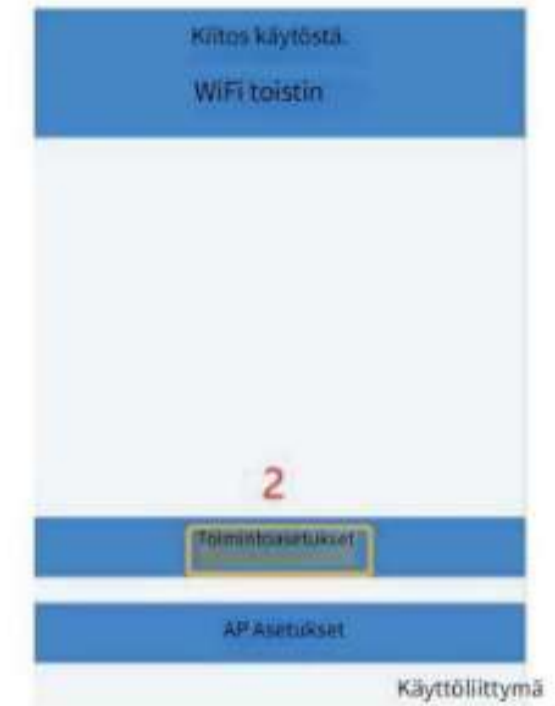 Kiitos käytöstä.
WiFi toistin
2
Toimintoasetukset
AP Asetukset
Käyttöliittymä